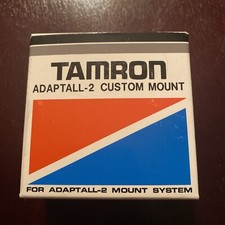 TAMRON
ADAPTALL-2 CUSTOM MOUNT
FOR ADAPTALL-2 MOUNT SYSTEM